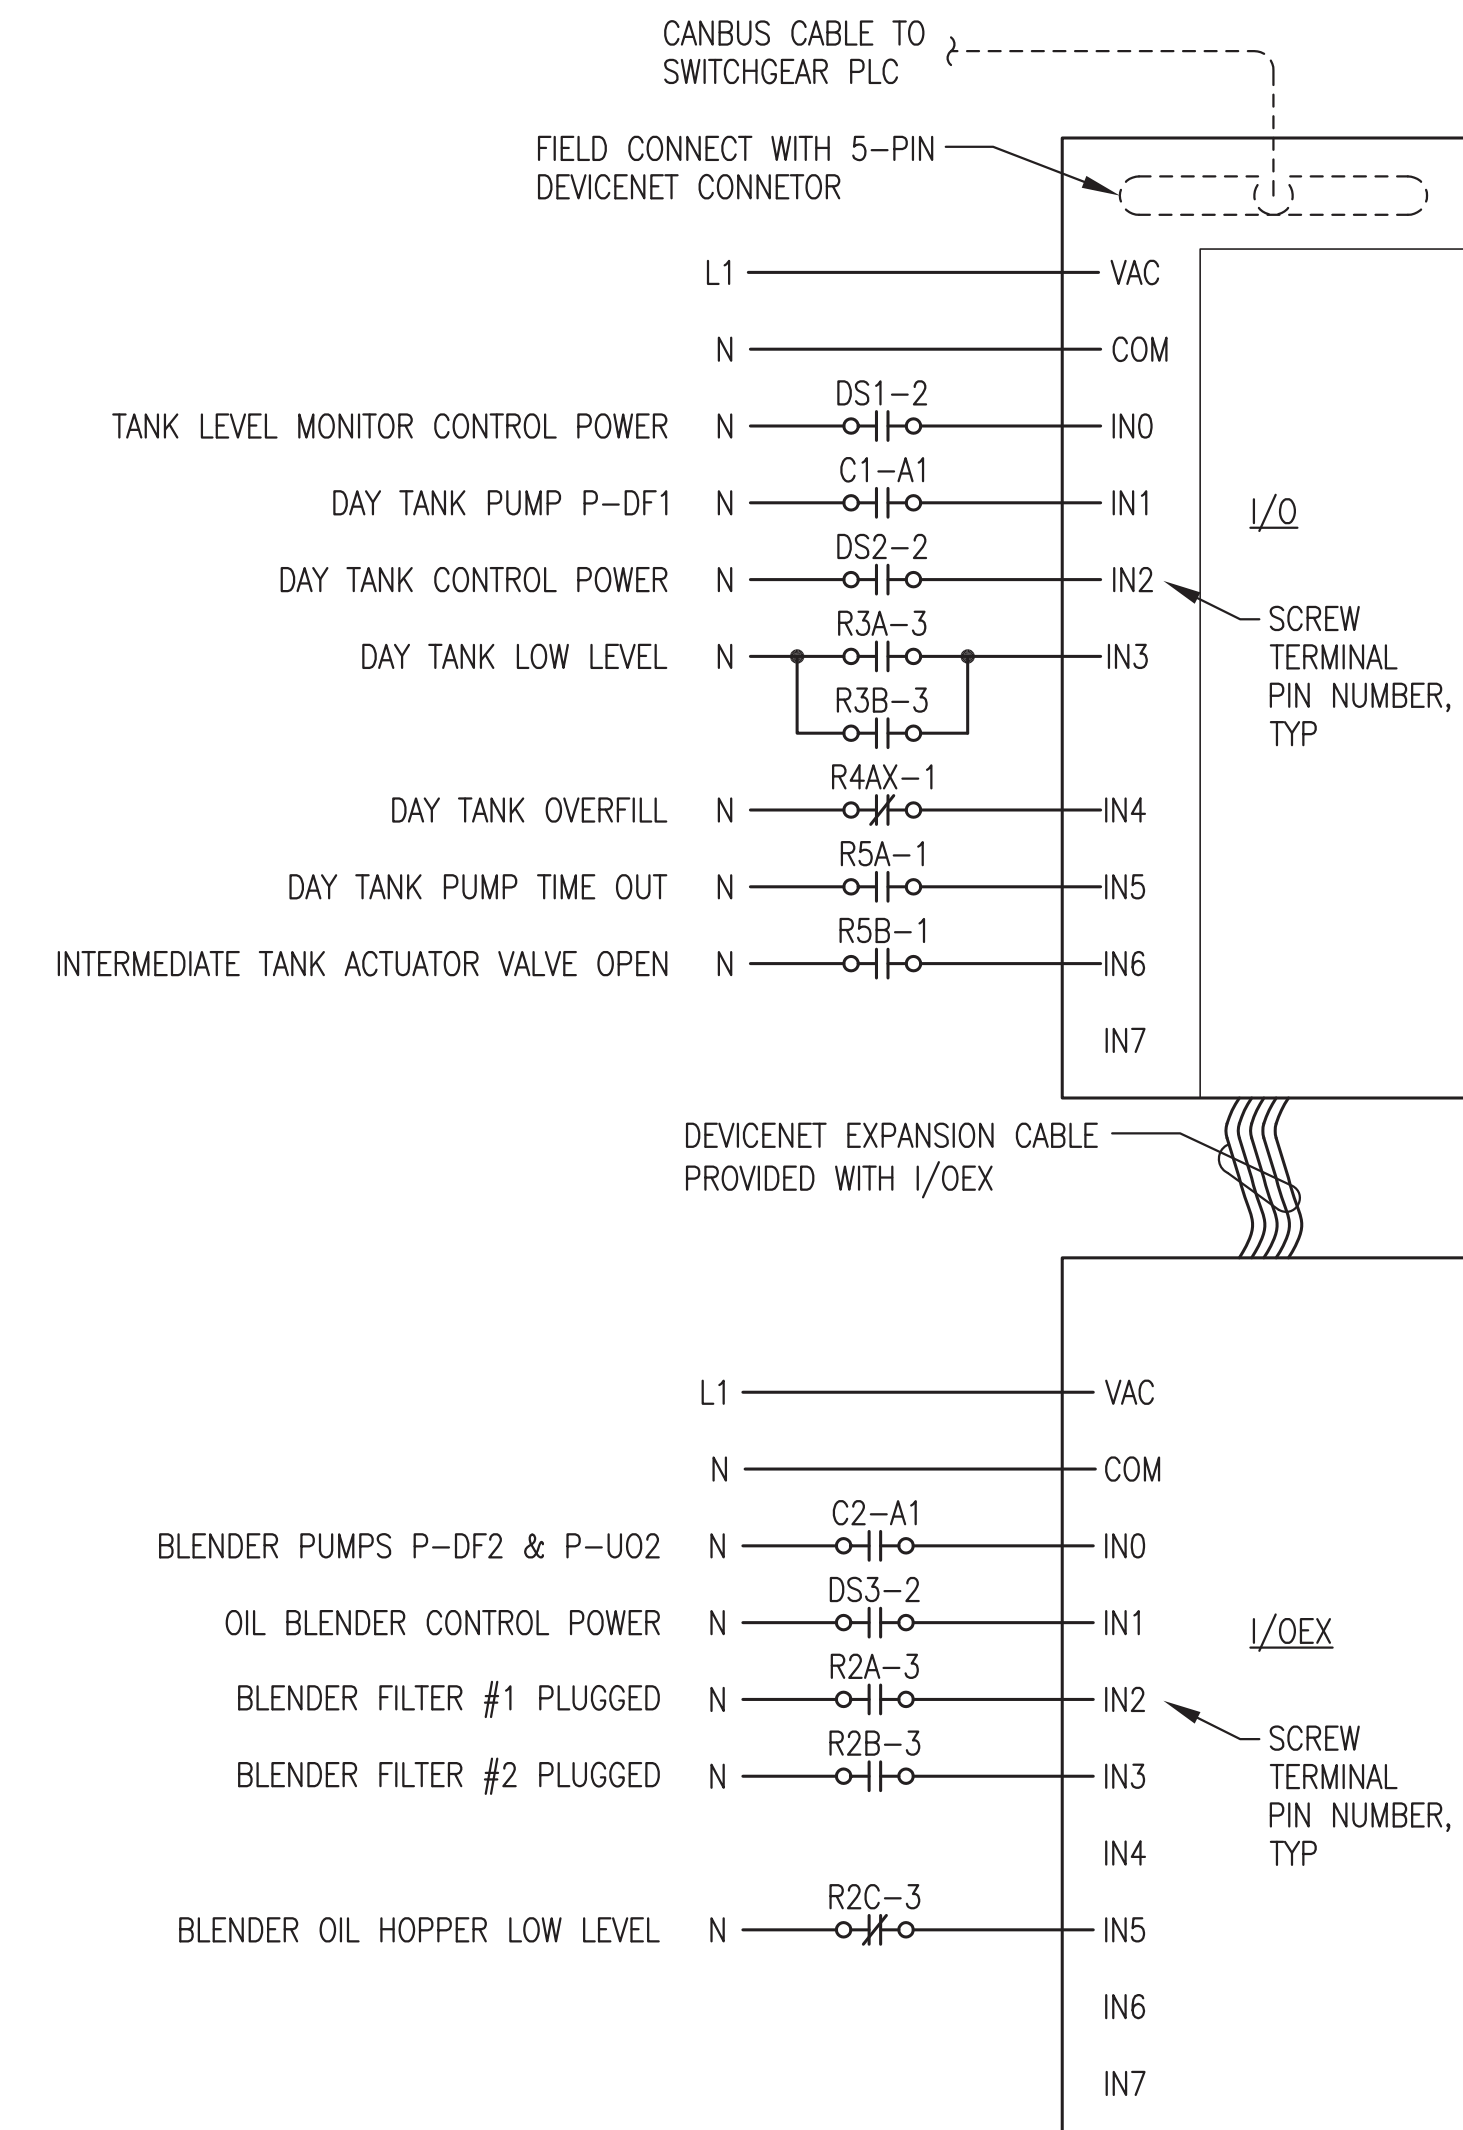 CANBUS CABLE TO
SWITCHGEAR PLC
FIELD CONNECT WITH 5-PIN
DEVICENET CONNETOR
L1 VAC
N COM
DS1-2
TANK LEVEL MONITOR CONTROL POWER N IN0
C1-A1
DAY TANK PUMP P-DF1 N IN1
I/O
DS2-2
DAY TANK CONTROL POWER N IN2
SCREW
TERMINAL
PIN NUMBER,
TYP
R3A-3
DAY TANK LOW LEVEL N IN3
R3B-3
R4AX-1
DAY TANK OVERFILL N IN4
R5A-1
DAY TANK PUMP TIME OUT N IN5
R5B-1
INTERMEDIATE TANK ACTUATOR VALVE OPEN N IN6
IN7
DEVICENET EXPANSION CABLE
PROVIDED WITH I/OEX
L1 VAC
N COM
C2-A1
BLENDER PUMPS P-DF2 & P-UO2 N IN0
DS3-2
OIL BLENDER CONTROL POWER N IN1
I/OEX
R2A-3
BLENDER FILTER #1 PLUGGED N IN2
SCREW
TERMINAL
PIN NUMBER,
TYP
R2B-3
BLENDER FILTER #2 PLUGGED N IN3
IN4
R2C-3
BLENDER OIL HOPPER LOW LEVEL N IN5
IN6
IN7